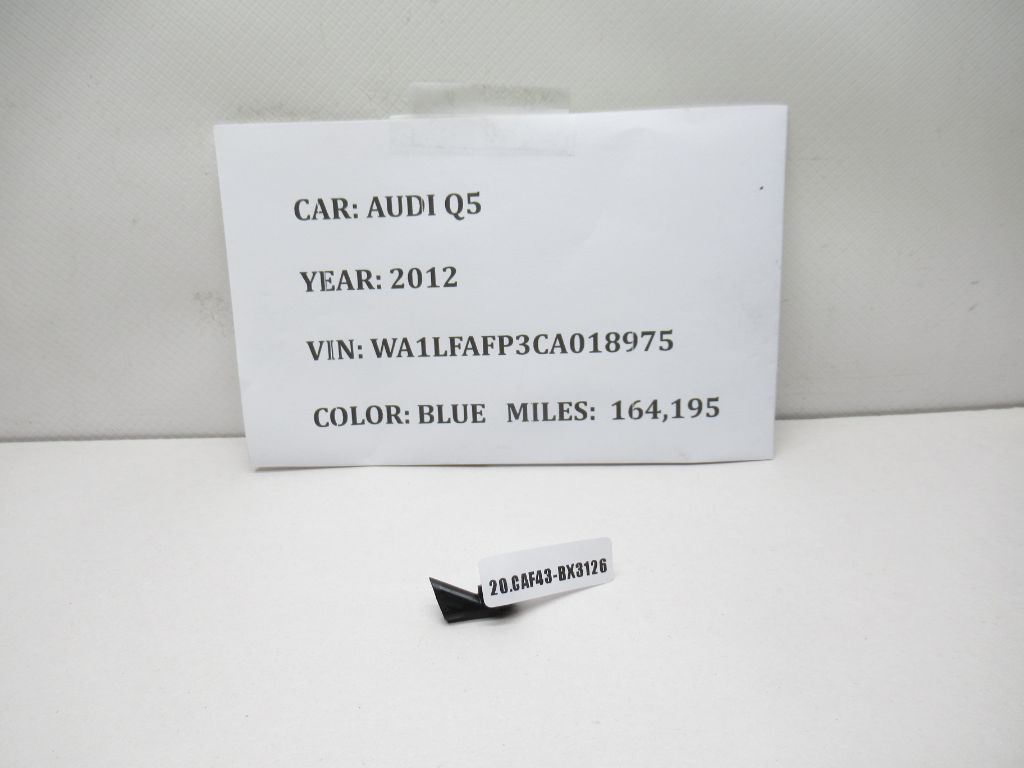 CAR: AUDI Q5
YEAR: 2012
VIN: WA1LFAFP3CA018975
COLOR: BLUE MILES: 164,195
20.CAF43-BX3126